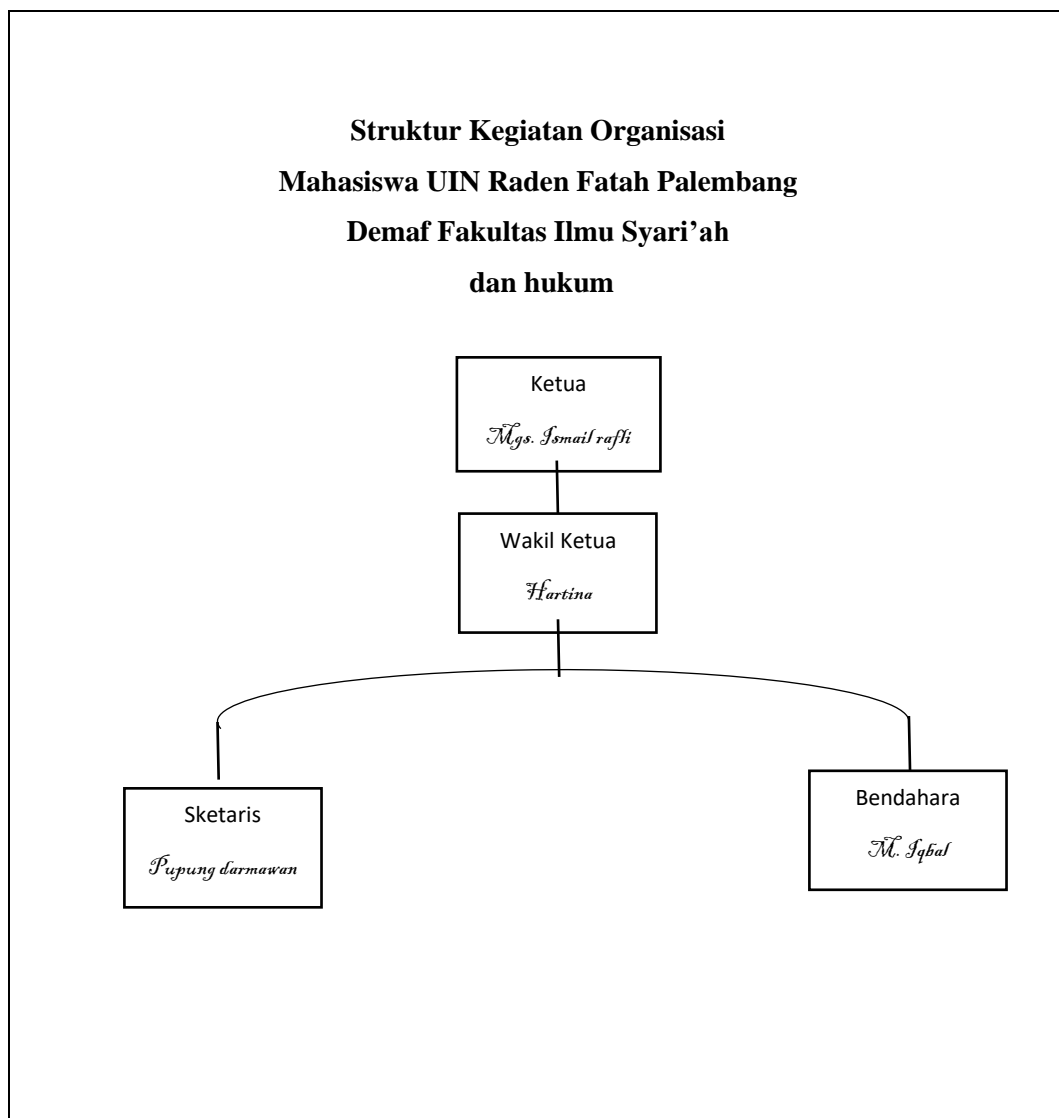 Struktur Kegiatan Organisasi
Mahasiswa UIN Raden Fatah Palembang
Demaf Fakultas Ilmu Syari’ah
dan hukum
Ketua
Mgs. Ismail rafli
Wakil Ketua
Hartina
Sketaris
Pupung darmawan
Bendahara
M. Iqbal